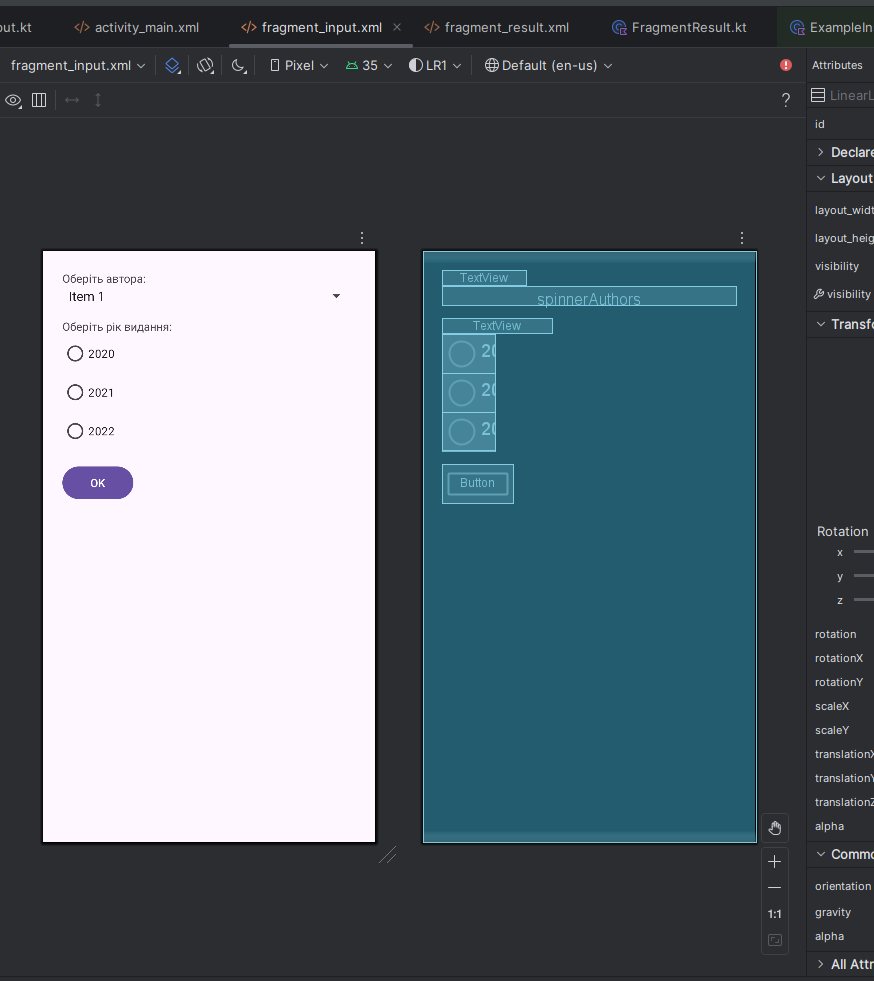 out.kt activity_main.xml fragment_input.xml fragment_result.xml FragmentResult.kt ExampleIn
fragment_input.xml Pixel 35 LR1 Default (en-us) Attributes
? LinearL
id
Declare
Layout
layout_widt
layout_heig
visibility
visibility
Transfo
Оберіть автора:
Item 1
Оберіть рік видання:
2020
2021
2022
OK
TextView
spinnerAuthors
TextView
20
20
20
Button
Rotation
x
y
z
rotation
rotationX
rotationY
scaleX
scaleY
translationX
translationY
translationZ
alpha
Commo
orientation
gravity
alpha
All Attr
1:1